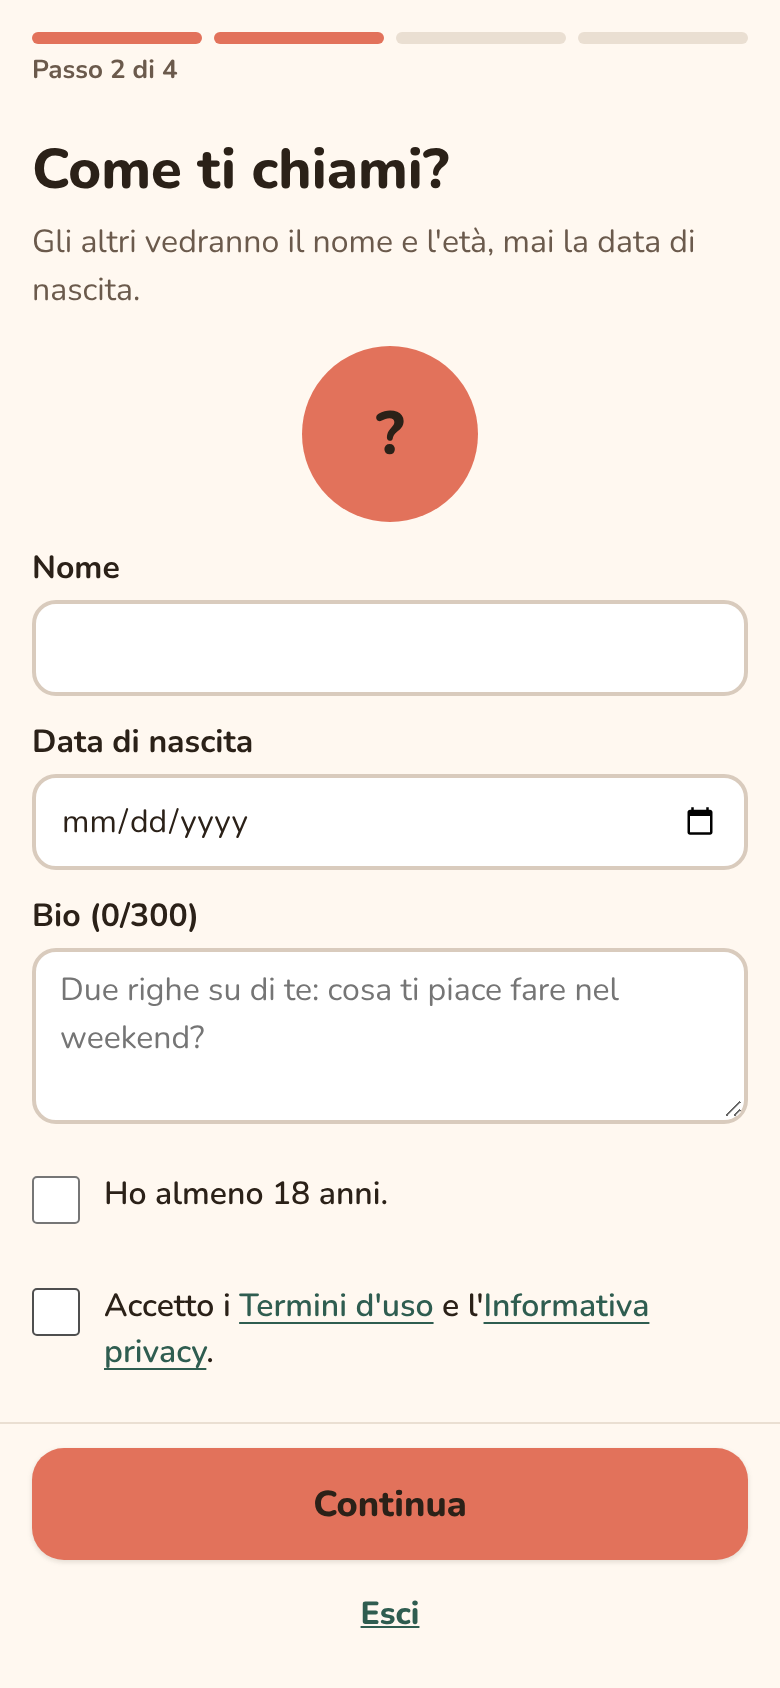 Passo 2 di 4
Come ti chiami?
Gli altri vedranno il nome e l'età, mai la data di
nascita.
?
Nome
Data di nascita
mm/dd/yyyy
Bio (0/300)
Due righe su di te: cosa ti piace fare nel
weekend?
Ho almeno 18 anni.
Accetto i Termini d'uso e l'Informativa
privacy.
Continua
Esci